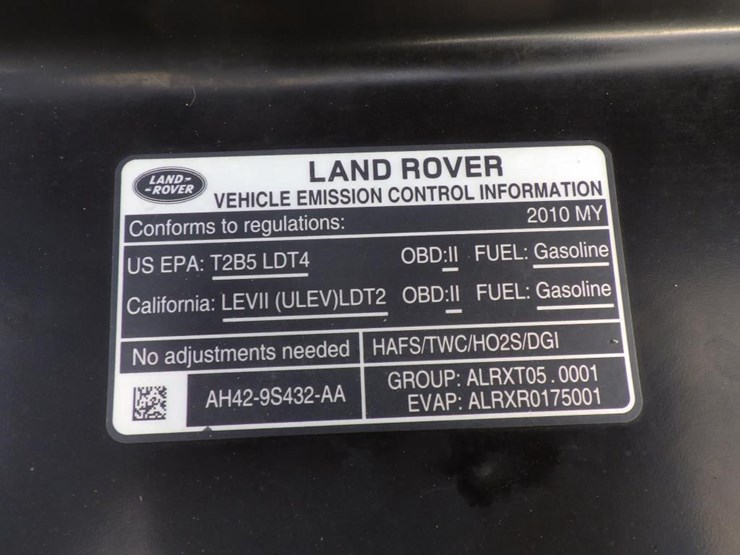 LAND-
-ROVER
LAND ROVER
VEHICLE EMISSION CONTROL INFORMATION
Conforms to regulations: 2010 MY
US EPA: T2B5 LDT4 OBD:II FUEL: Gasoline
California: LEVII (ULEV)LDT2 OBD:II FUEL: Gasoline
No adjustments needed HAFS/TWC/HO2S/DGI
AH42-9S432-AA
GROUP: ALRXT05.0001
EVAP: ALRXR0175001